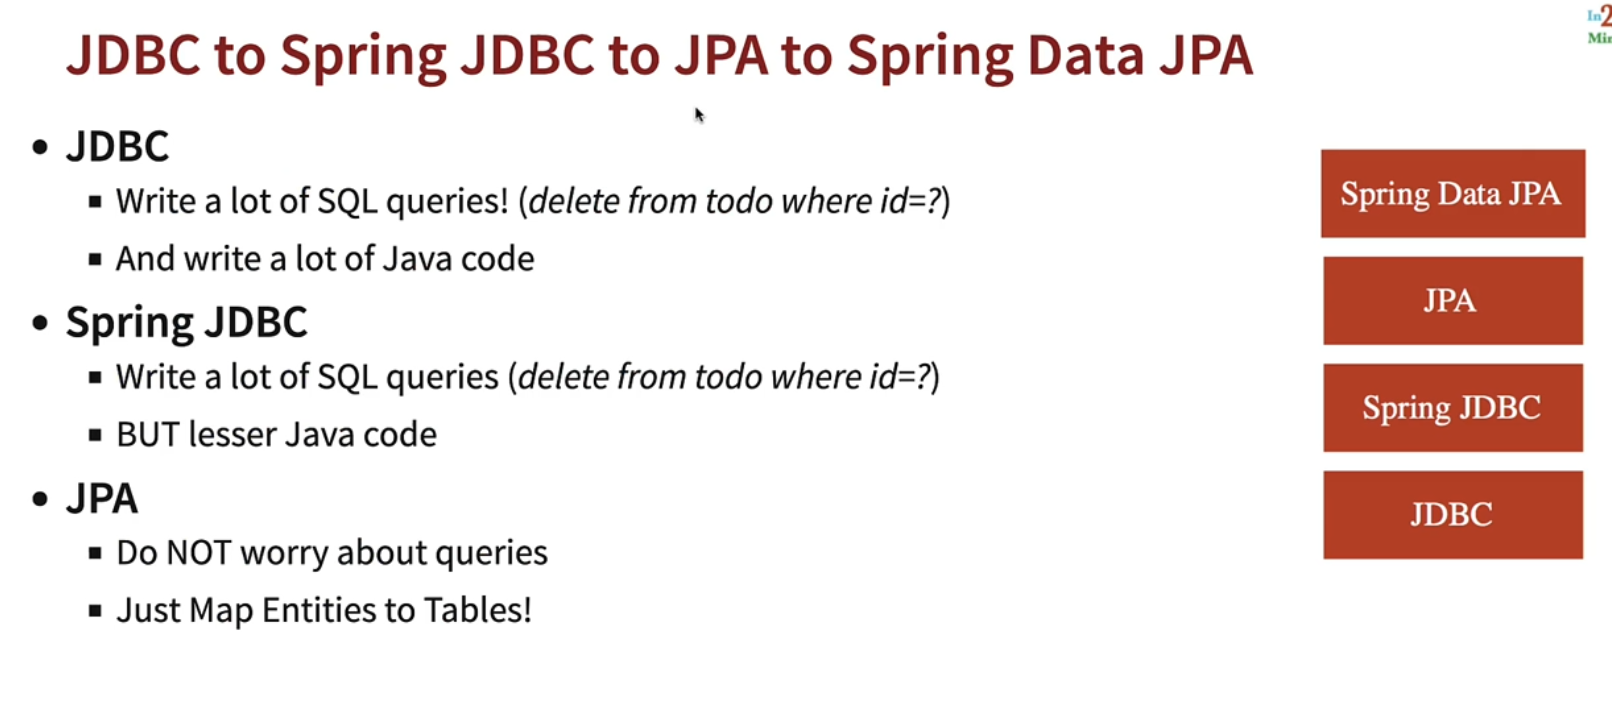 JDBC to Spring JDBC to JPA to Spring Data JPA
• JDBC
▪ Write a lot of SQL queries! (delete from todo where id=?)
▪ And write a lot of Java code
• Spring JDBC
▪ Write a lot of SQL queries (delete from todo where id=?)
▪ BUT lesser Java code
• JPA
▪ Do NOT worry about queries
▪ Just Map Entities to Tables!
Spring Data JPA
JPA
Spring JDBC
JDBC
In2